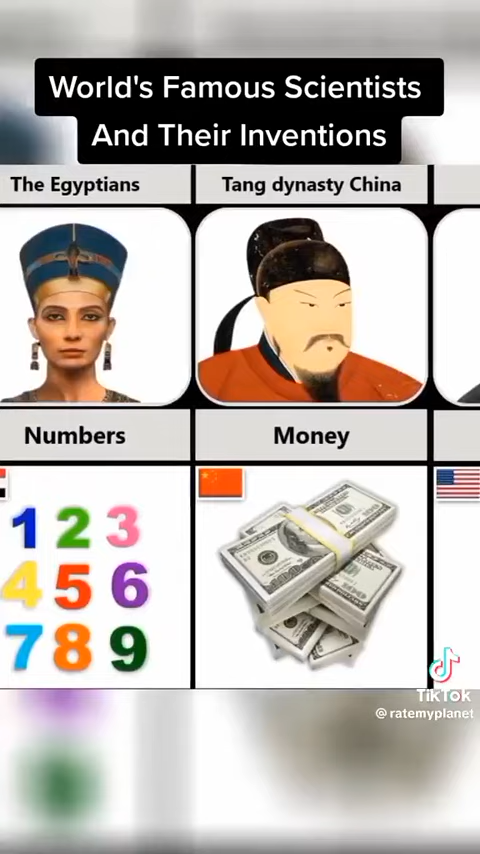 World's Famous Scientists
And Their Inventions
The Egyptians
Tang dynasty China
Numbers
Money
1 2 3
4 5 6
7 8 9
TikTok
@ratemyplanet